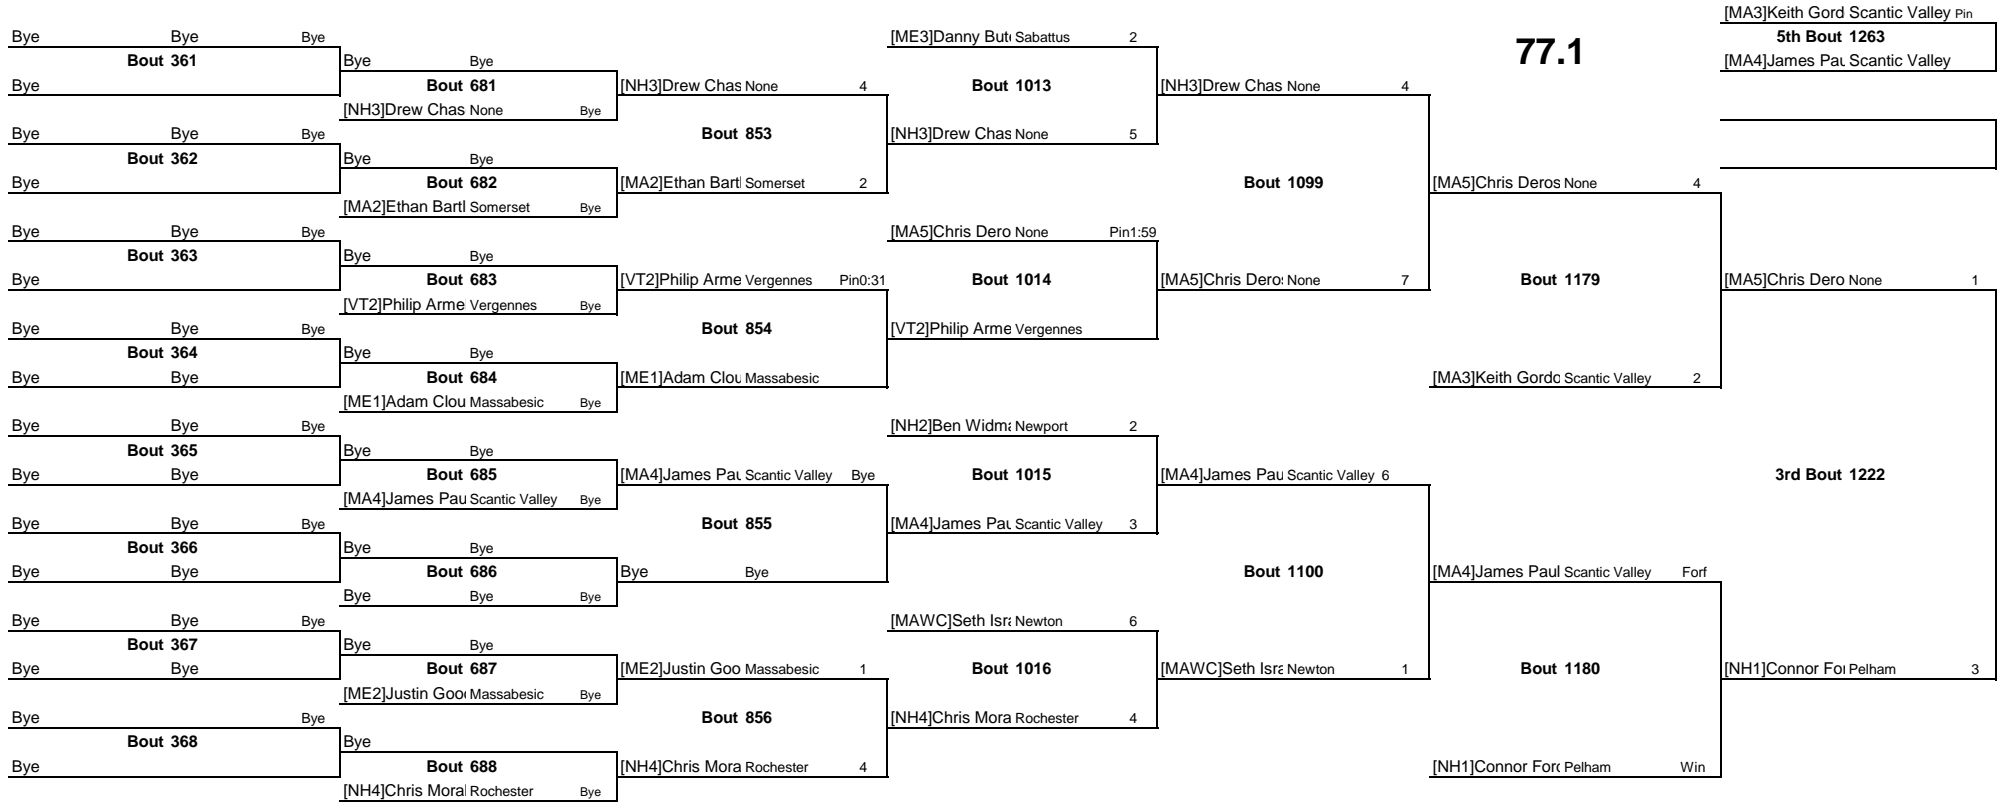 [MA3]Keith Gord Scantic Valley Pin
Bye Bye Bye [ME3]Danny But Sabattus 2 77.1 5th Bout 1263
Bout 361 Bye Bye [MA4]James Pau Scantic Valley
Bye Bout 681 [NH3]Drew Chas None 4 Bout 1013 [NH3]Drew Chas None 4
[NH3]Drew Chas None Bye
Bye Bye Bye Bout 853 [NH3]Drew Chas None 5
Bout 362 Bye Bye
Bye Bout 682 [MA2]Ethan Bartl Somerset 2 Bout 1099 [MA5]Chris Deros None 4
[MA2]Ethan Bartl Somerset Bye
Bye Bye Bye [MA5]Chris Dero None Pin1:59
Bout 363 Bye Bye
Bye Bout 683 [VT2]Philip Arme Vergennes Pin0:31 Bout 1014 [MA5]Chris Deros None 7 Bout 1179 [MA5]Chris Dero None 1
[VT2]Philip Arme Vergennes Bye
Bye Bye Bye Bout 854 [VT2]Philip Arme Vergennes
Bout 364 Bye Bye
Bye Bye Bout 684 [ME1]Adam Clou Massabesic [MA3]Keith Gordo Scantic Valley 2
[ME1]Adam Clou Massabesic Bye
Bye Bye Bye [NH2]Ben Widma Newport 2
Bout 365 Bye Bye
Bye Bye Bout 685 [MA4]James Pau Scantic Valley Bye Bout 1015 [MA4]James Pau Scantic Valley 6 3rd Bout 1222
[MA4]James Pau Scantic Valley Bye
Bye Bye Bye Bout 855 [MA4]James Pau Scantic Valley 3
Bout 366 Bye Bye
Bye Bye Bout 686 Bye Bye Bout 1100 [MA4]James Paul Scantic Valley Forf
Bye Bye Bye
Bye Bye Bye [MAWC]Seth Isra Newton 6
Bout 367 Bye Bye
Bye Bye Bout 687 [ME2]Justin Goo Massabesic 1 Bout 1016 [MAWC]Seth Isra Newton 1 Bout 1180 [NH1]Connor For Pelham 3
[ME2]Justin Goo Massabesic Bye
Bye Bye Bout 856 [NH4]Chris Mora Rochester 4
Bout 368 Bye
Bye Bout 688 [NH4]Chris Mora Rochester 4 [NH1]Connor Ford Pelham Win
[NH4]Chris Mora Rochester Bye